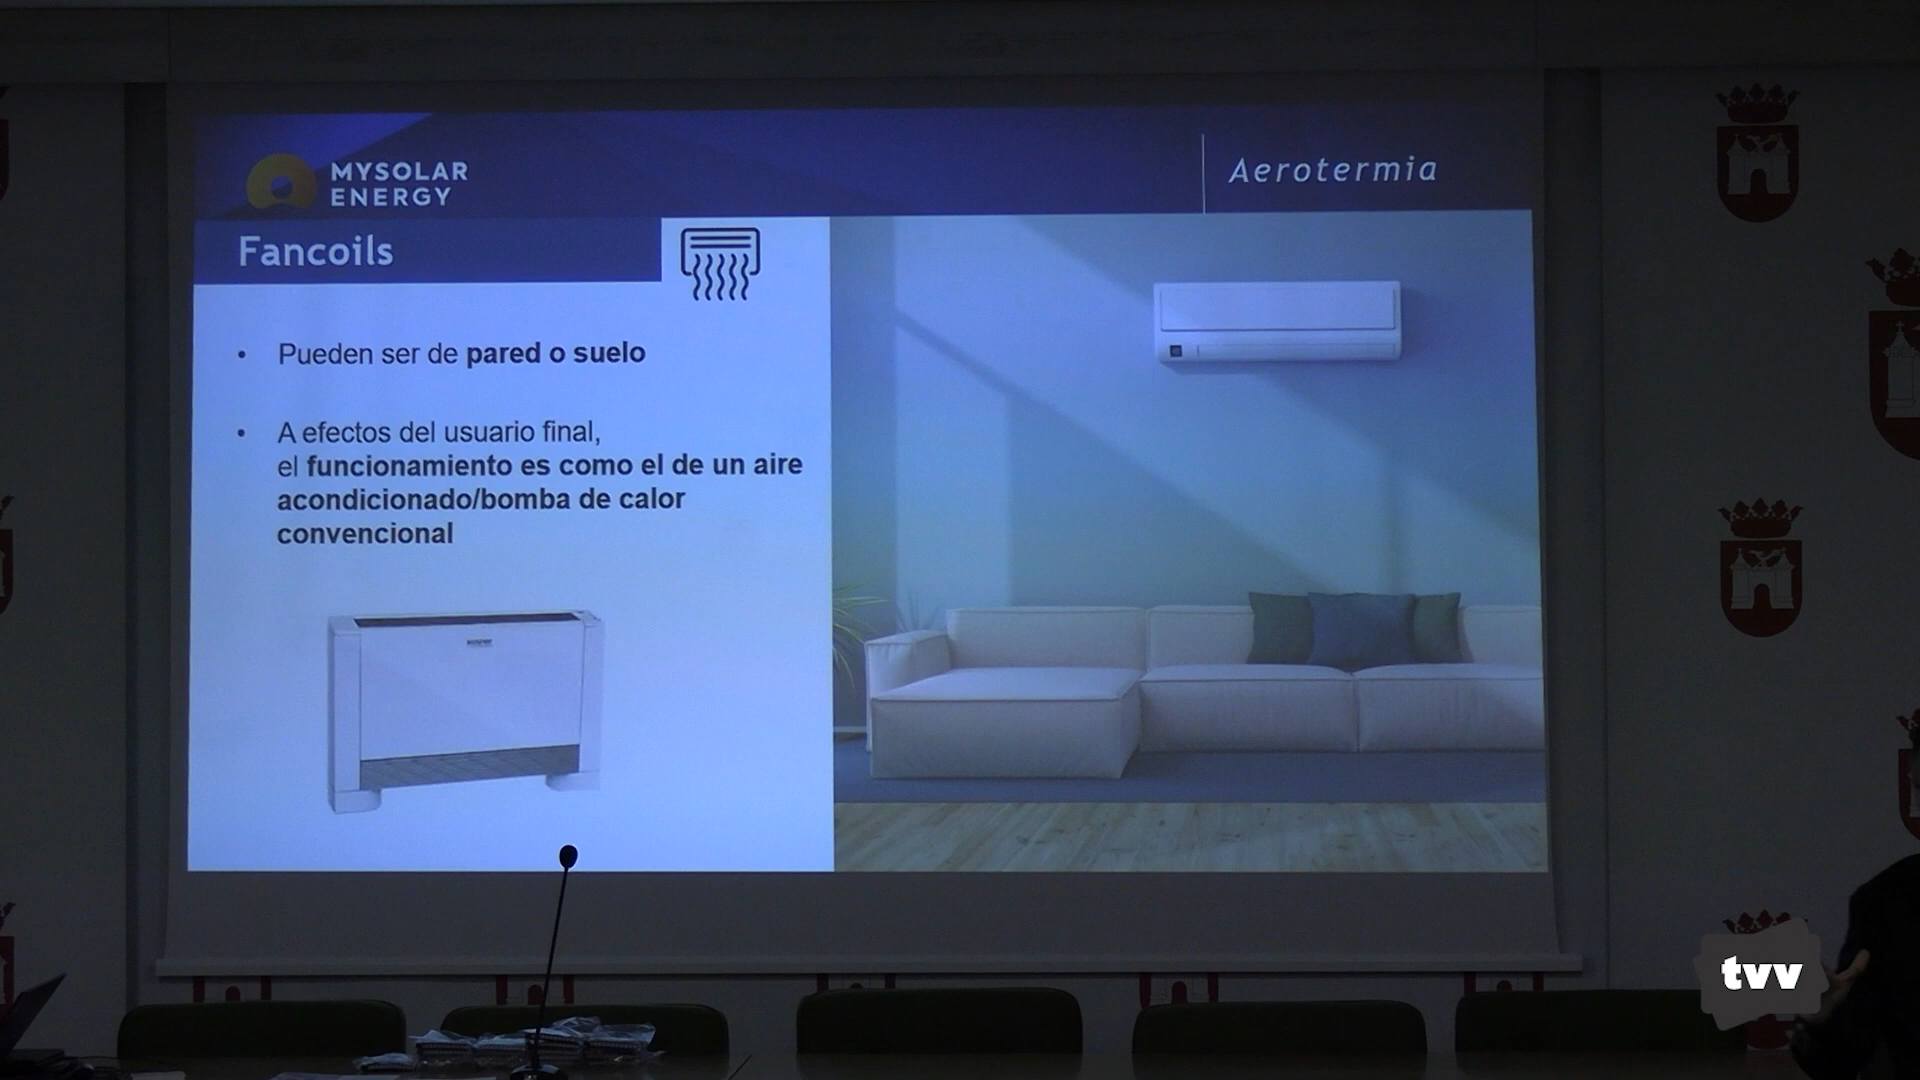 MYSOLAR
ENERGY
Aerotermia
Fancoils
• Pueden ser de pared o suelo
• A efectos del usuario final,
el funcionamiento es como el de un aire
acondicionado/bomba de calor
convencional
tvv